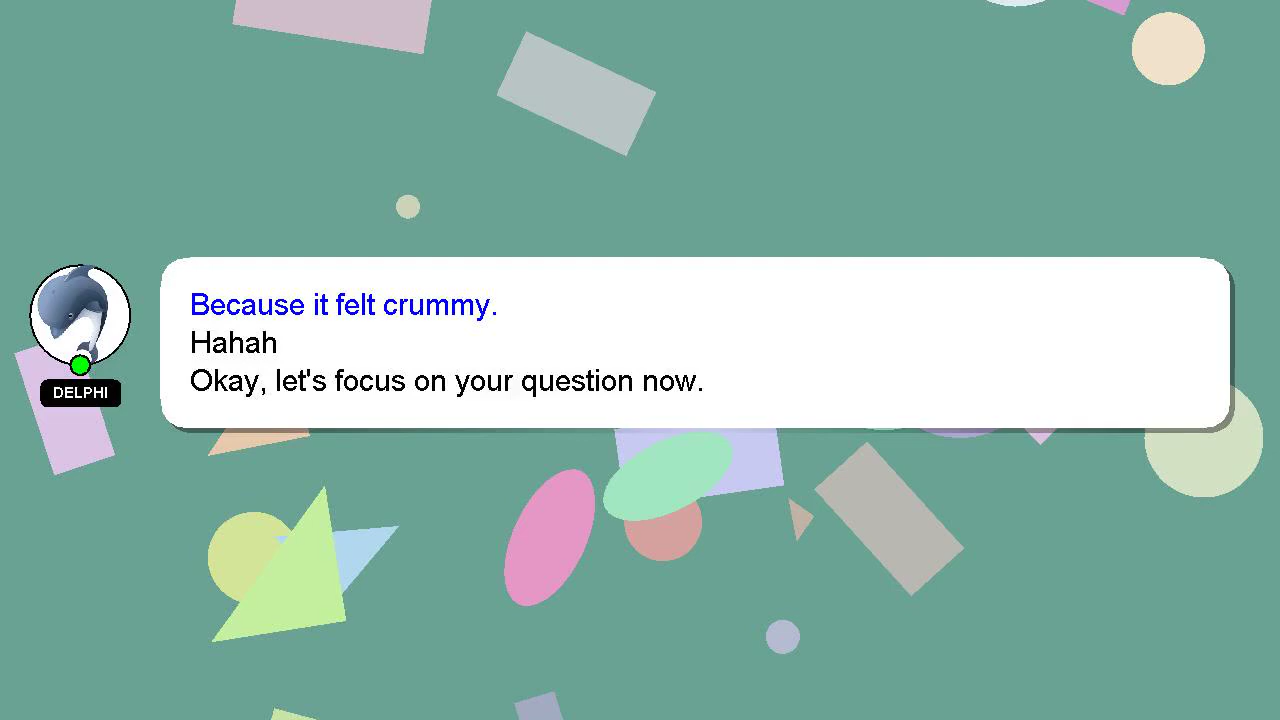 Because it felt crummy.
Hahah
Okay, let's focus on your question now.
DELPHI